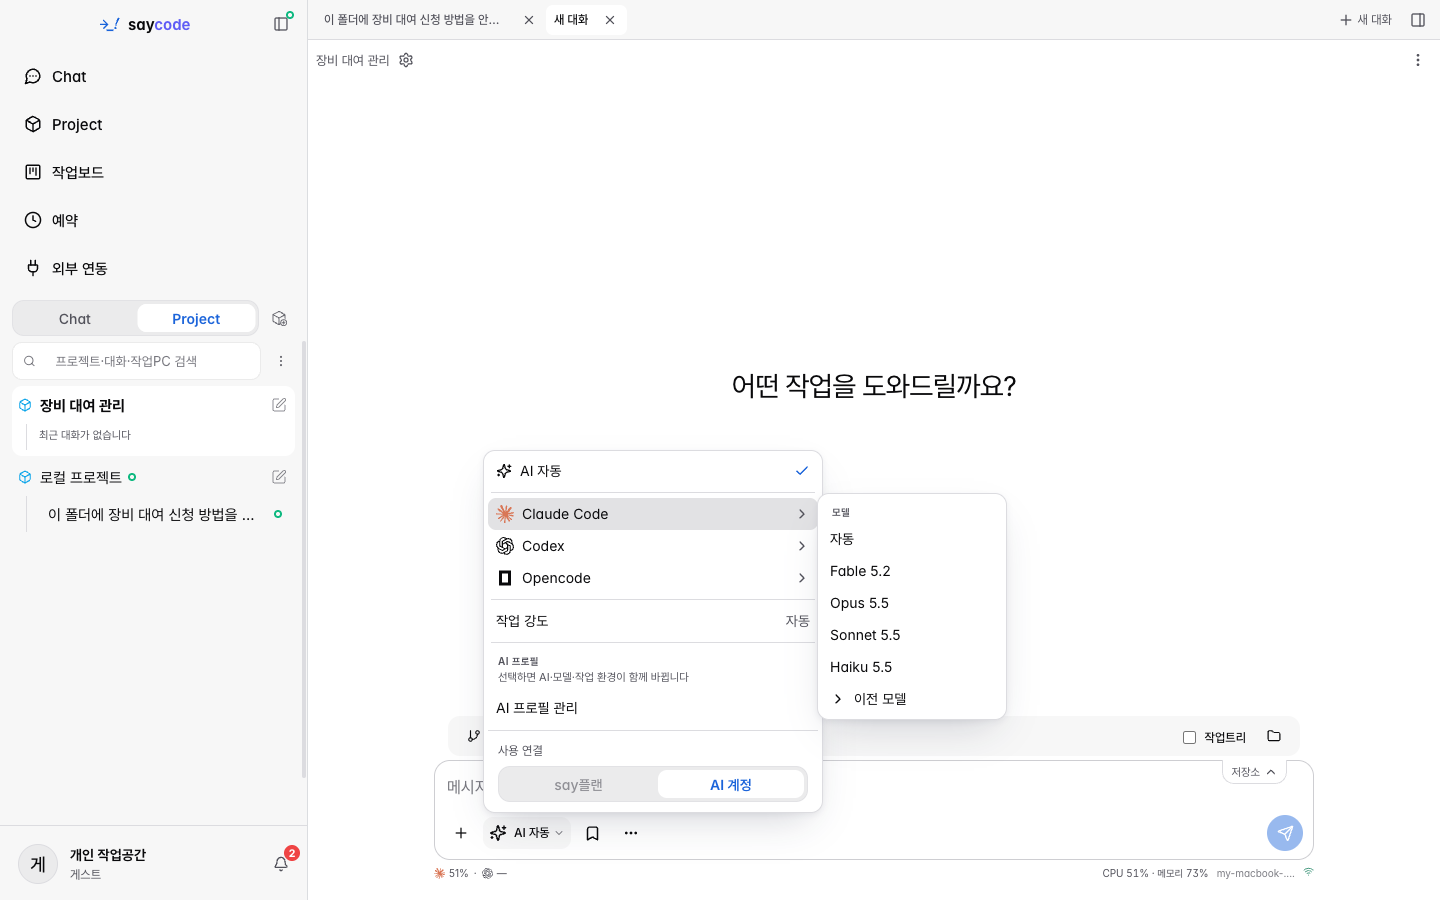 saycode
Chat
Project
작업보드
예약
외부 연동
Chat
Project
프로젝트·대화·작업PC 검색
장비 대여 관리
최근 대화가 없습니다
로컬 프로젝트
이 폴더에 장비 대여 신청 방법을 ...
게
개인 작업공간
게스트
2
이 폴더에 장비 대여 신청 방법을 안...
새 대화
새 대화
장비 대여 관리
어떤 작업을 도와드릴까요?
AI 자동
Claude Code
Codex
Opencode
작업 강도
자동
AI 프로필
선택하면 AI·모델·작업 환경이 함께 바뀝니다
AI 프로필 관리
사용 연결
say플랜
AI 계정
모델
자동
Fable 5.2
Opus 5.5
Sonnet 5.5
Haiku 5.5
이전 모델
작업트리
저장소
메시지
AI 자동
51% · —
CPU 51% · 메모리 73%
my-macbook-....